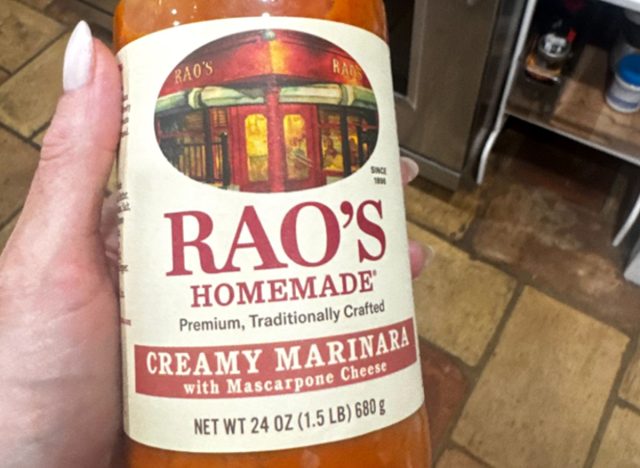 RAO'S
RAO'S
SINCE
1896
RAO'S
HOMEMADE®
Premium, Traditionally Crafted
CREAMY MARINARA
with Mascarpone Cheese
NET WT 24 OZ (1.5 LB) 680 g